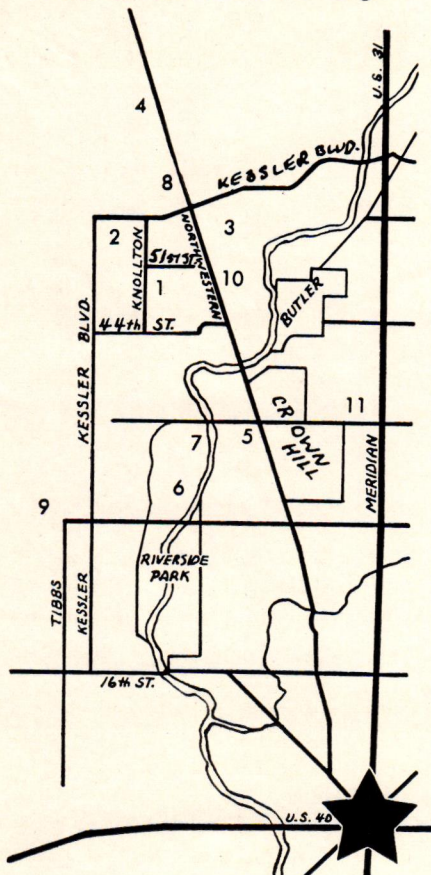 U.S. 31
4
KESSLER BLVD.
8
2
KNOLLTON
NORTHWESTERN
3
51ST ST.
1
10
BUTLER
44th ST.
KESSLER BLVD.
CROWN HILL
11
7
5
MERIDIAN
6
9
RIVERSIDE
PARK
TIBBS
KESSLER
16th ST.
U.S. 40